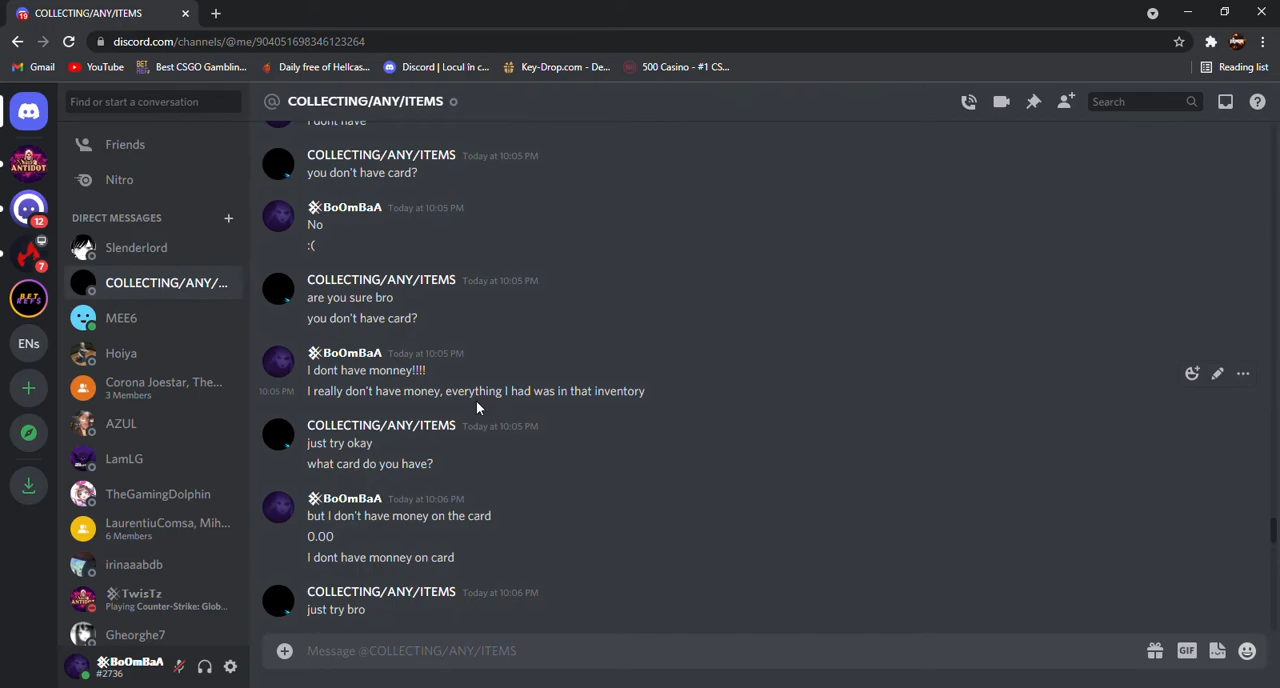 19 COLLECTING/ANY/ITEMS
discord.com/channels/@me/904051698346123264
Gmail YouTube BET REFS Best CSGO Gamblin... Daily free of Hellcas... Discord | Locul în c... Key-Drop.com - De... 500 Casino - #1 CS... Reading list
Find or start a conversation
@ COLLECTING/ANY/ITEMS
Search
Friends
Nitro
DIRECT MESSAGES
Slenderlord
COLLECTING/ANY/...
MEE6
Hoiya
Corona Joestar, The...
3 Members
AZUL
LamLG
TheGamingDolphin
LaurentiuComsa, Mih...
6 Members
irinaaabdb
※TwisTz
Playing Counter-Strike: Glob...
Gheorghe7
※BoOmBaA
#2736
ANTIDOT
12
7
BET
REFS
ENs
I dont have
COLLECTING/ANY/ITEMS Today at 10:05 PM
you don't have card?
※BoOmBaA Today at 10:05 PM
No
:(
COLLECTING/ANY/ITEMS Today at 10:05 PM
are you sure bro
you don't have card?
※BoOmBaA Today at 10:05 PM
I dont have monney!!!!
10:05 PM I really don't have money, everything I had was in that inventory
COLLECTING/ANY/ITEMS Today at 10:05 PM
just try okay
what card do you have?
※BoOmBaA Today at 10:06 PM
but I don't have money on the card
0.00
I dont have monney on card
COLLECTING/ANY/ITEMS Today at 10:06 PM
just try bro
Message @COLLECTING/ANY/ITEMS
GIF